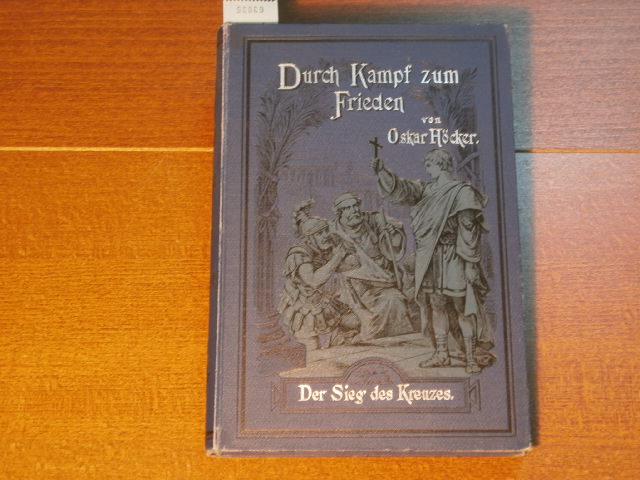 Durch Kampf zum
Frieden
von
Oskar Höcker.
Der Sieg des Kreuzes.